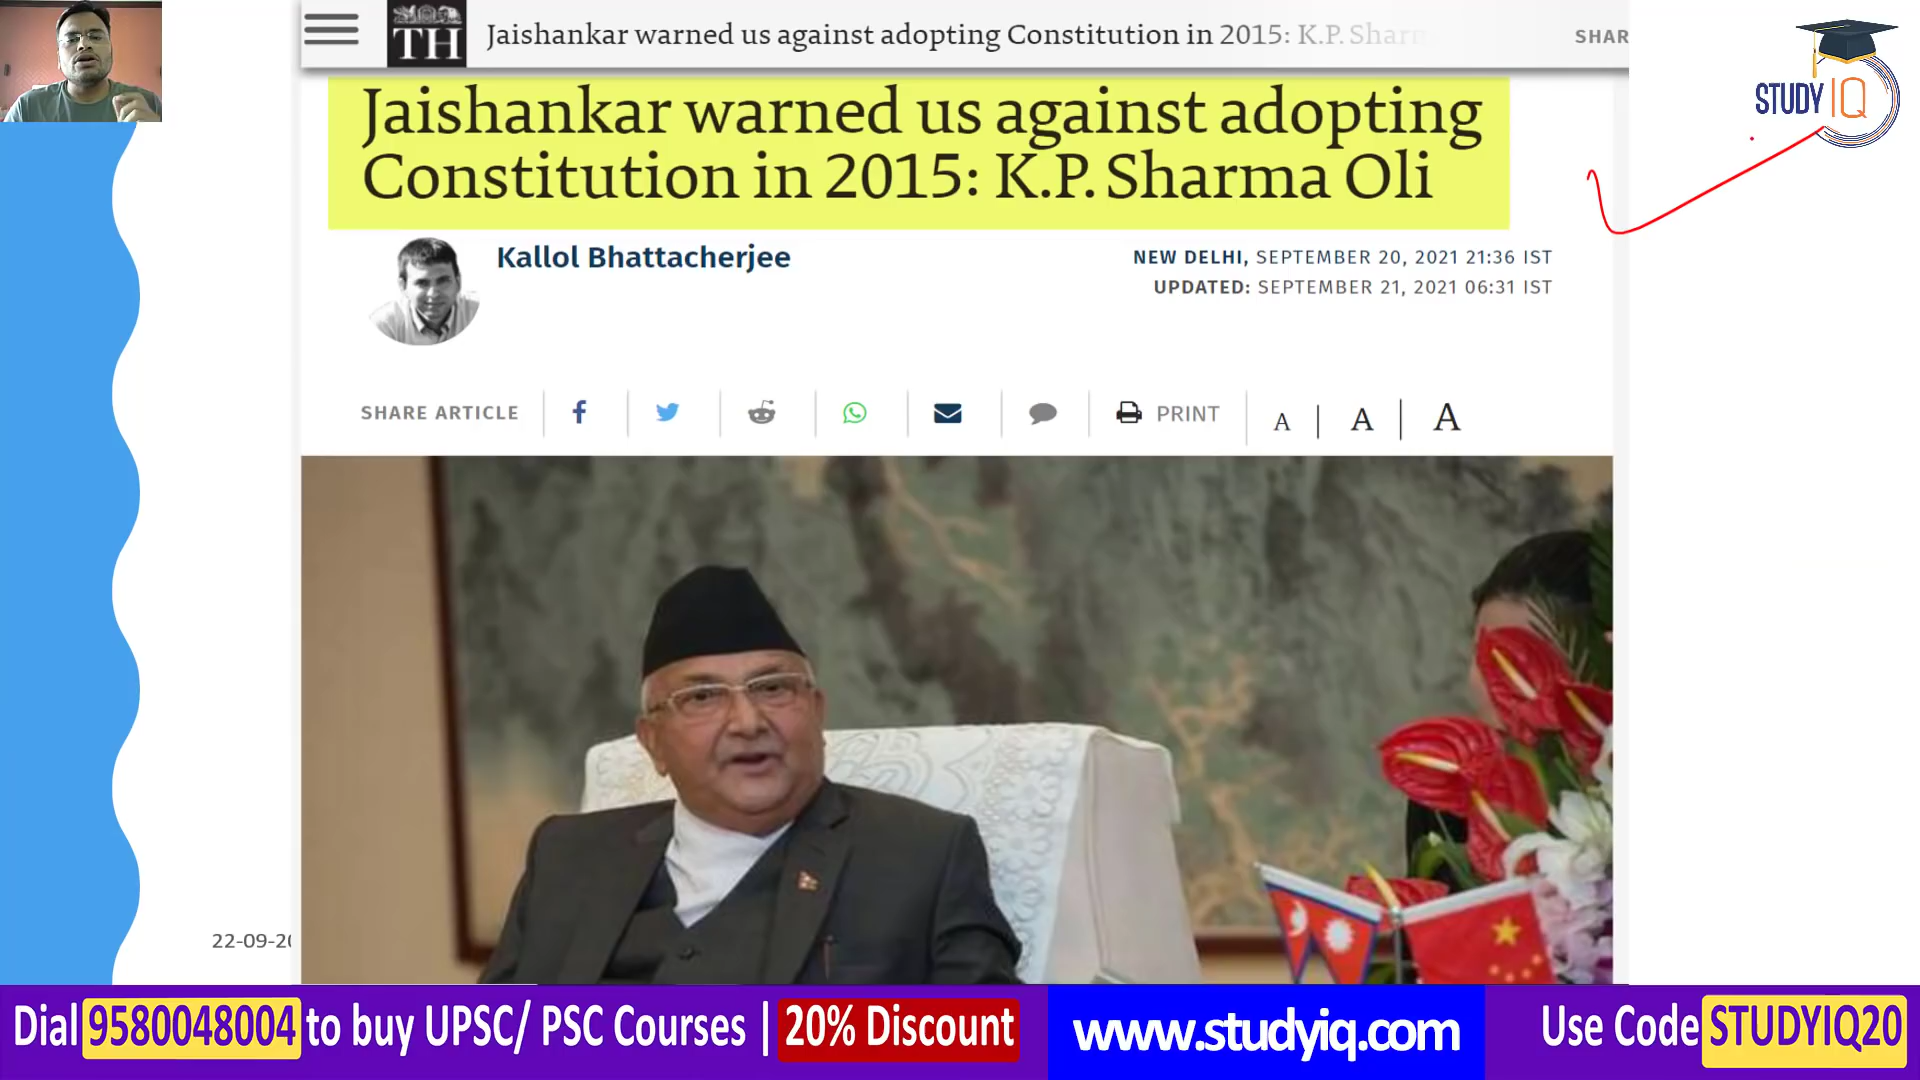 TH
Jaishankar warned us against adopting Constitution in 2015: K.P. Sharm
SHAR
STUDY IQ
Jaishankar warned us against adopting
Constitution in 2015: K.P. Sharma Oli
Kallol Bhattacherjee
NEW DELHI, SEPTEMBER 20, 2021 21:36 IST
UPDATED: SEPTEMBER 21, 2021 06:31 IST
SHARE ARTICLE
PRINT
A | A | A
22-09-20
Dial 9580048004 to buy UPSC/ PSC Courses | 20% Discount
www.studyiq.com
Use Code STUDYIQ20